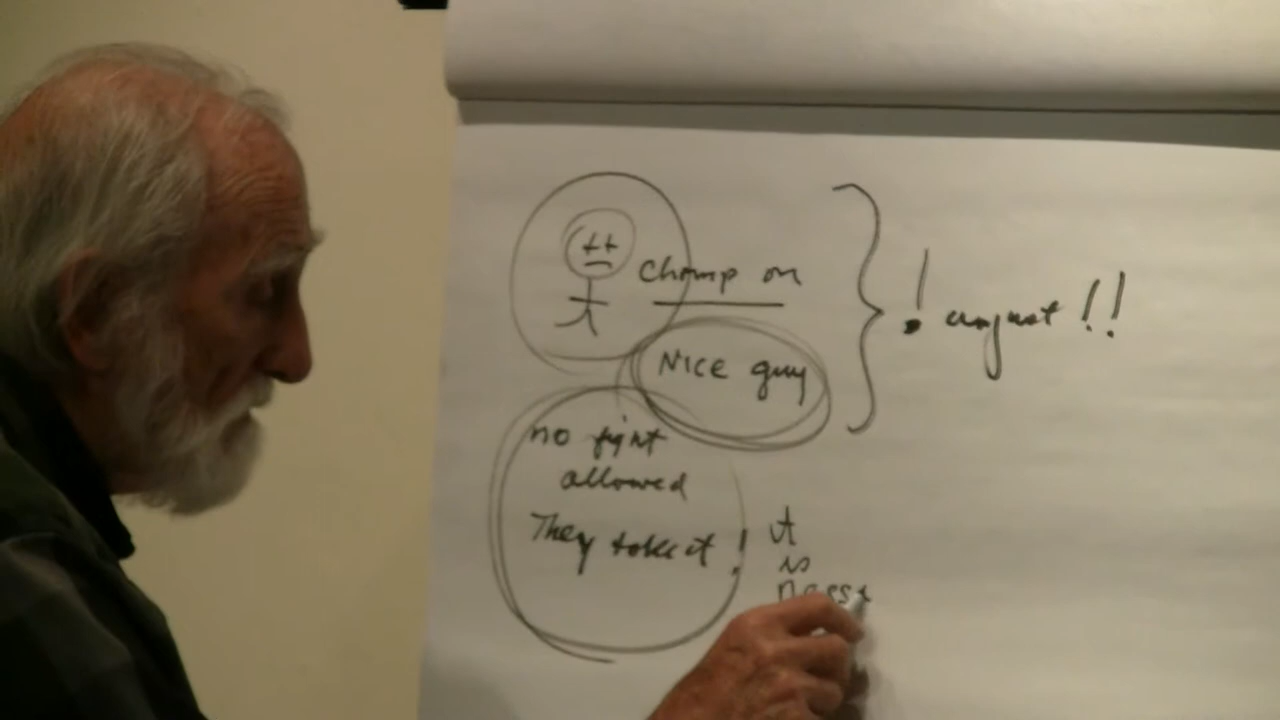 Chomp on
Nice guy
! unjust !!
no fight
allowed
They take it !
it
is